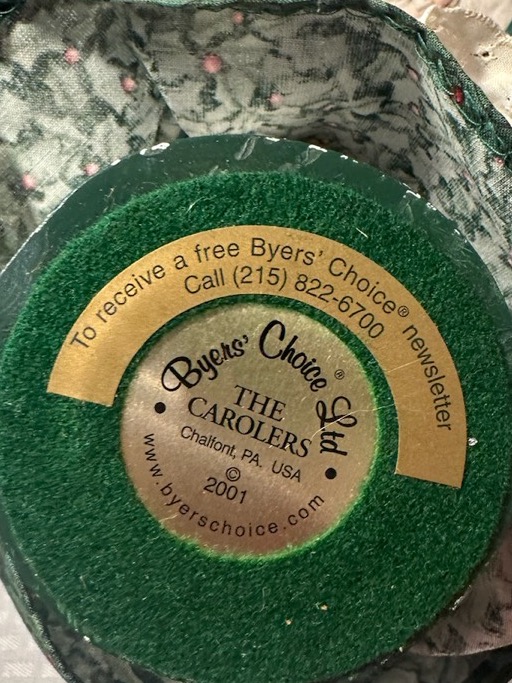 To receive a free Byers' Choice® newsletter
Call (215) 822-6700
Byers' Choice® Ltd
THE
CAROLERS
Chalfont, PA. USA
©
2001
www.byerschoice.com